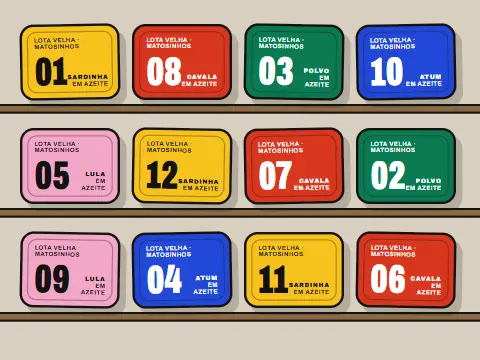 LOTA VELHA ·
MATOSINHOS
01
SARDINHA
EM AZEITE
LOTA VELHA ·
MATOSINHOS
08
CAVALA
EM AZEITE
LOTA VELHA ·
MATOSINHOS
03
POLVO
EM
AZEITE
LOTA VELHA ·
MATOSINHOS
10
ATUM
EM AZEITE
LOTA VELHA ·
MATOSINHOS
05
LULA
EM
AZEITE
LOTA VELHA ·
MATOSINHOS
12
SARDINHA
EM AZEITE
LOTA VELHA ·
MATOSINHOS
07
CAVALA
EM AZEITE
LOTA VELHA ·
MATOSINHOS
02
POLVO
EM AZEITE
LOTA VELHA ·
MATOSINHOS
09
LULA
EM
AZEITE
LOTA VELHA ·
MATOSINHOS
04
ATUM
EM
AZEITE
LOTA VELHA ·
MATOSINHOS
11
SARDINHA
EM AZEITE
LOTA VELHA ·
MATOSINHOS
06
CAVALA
EM
AZEITE